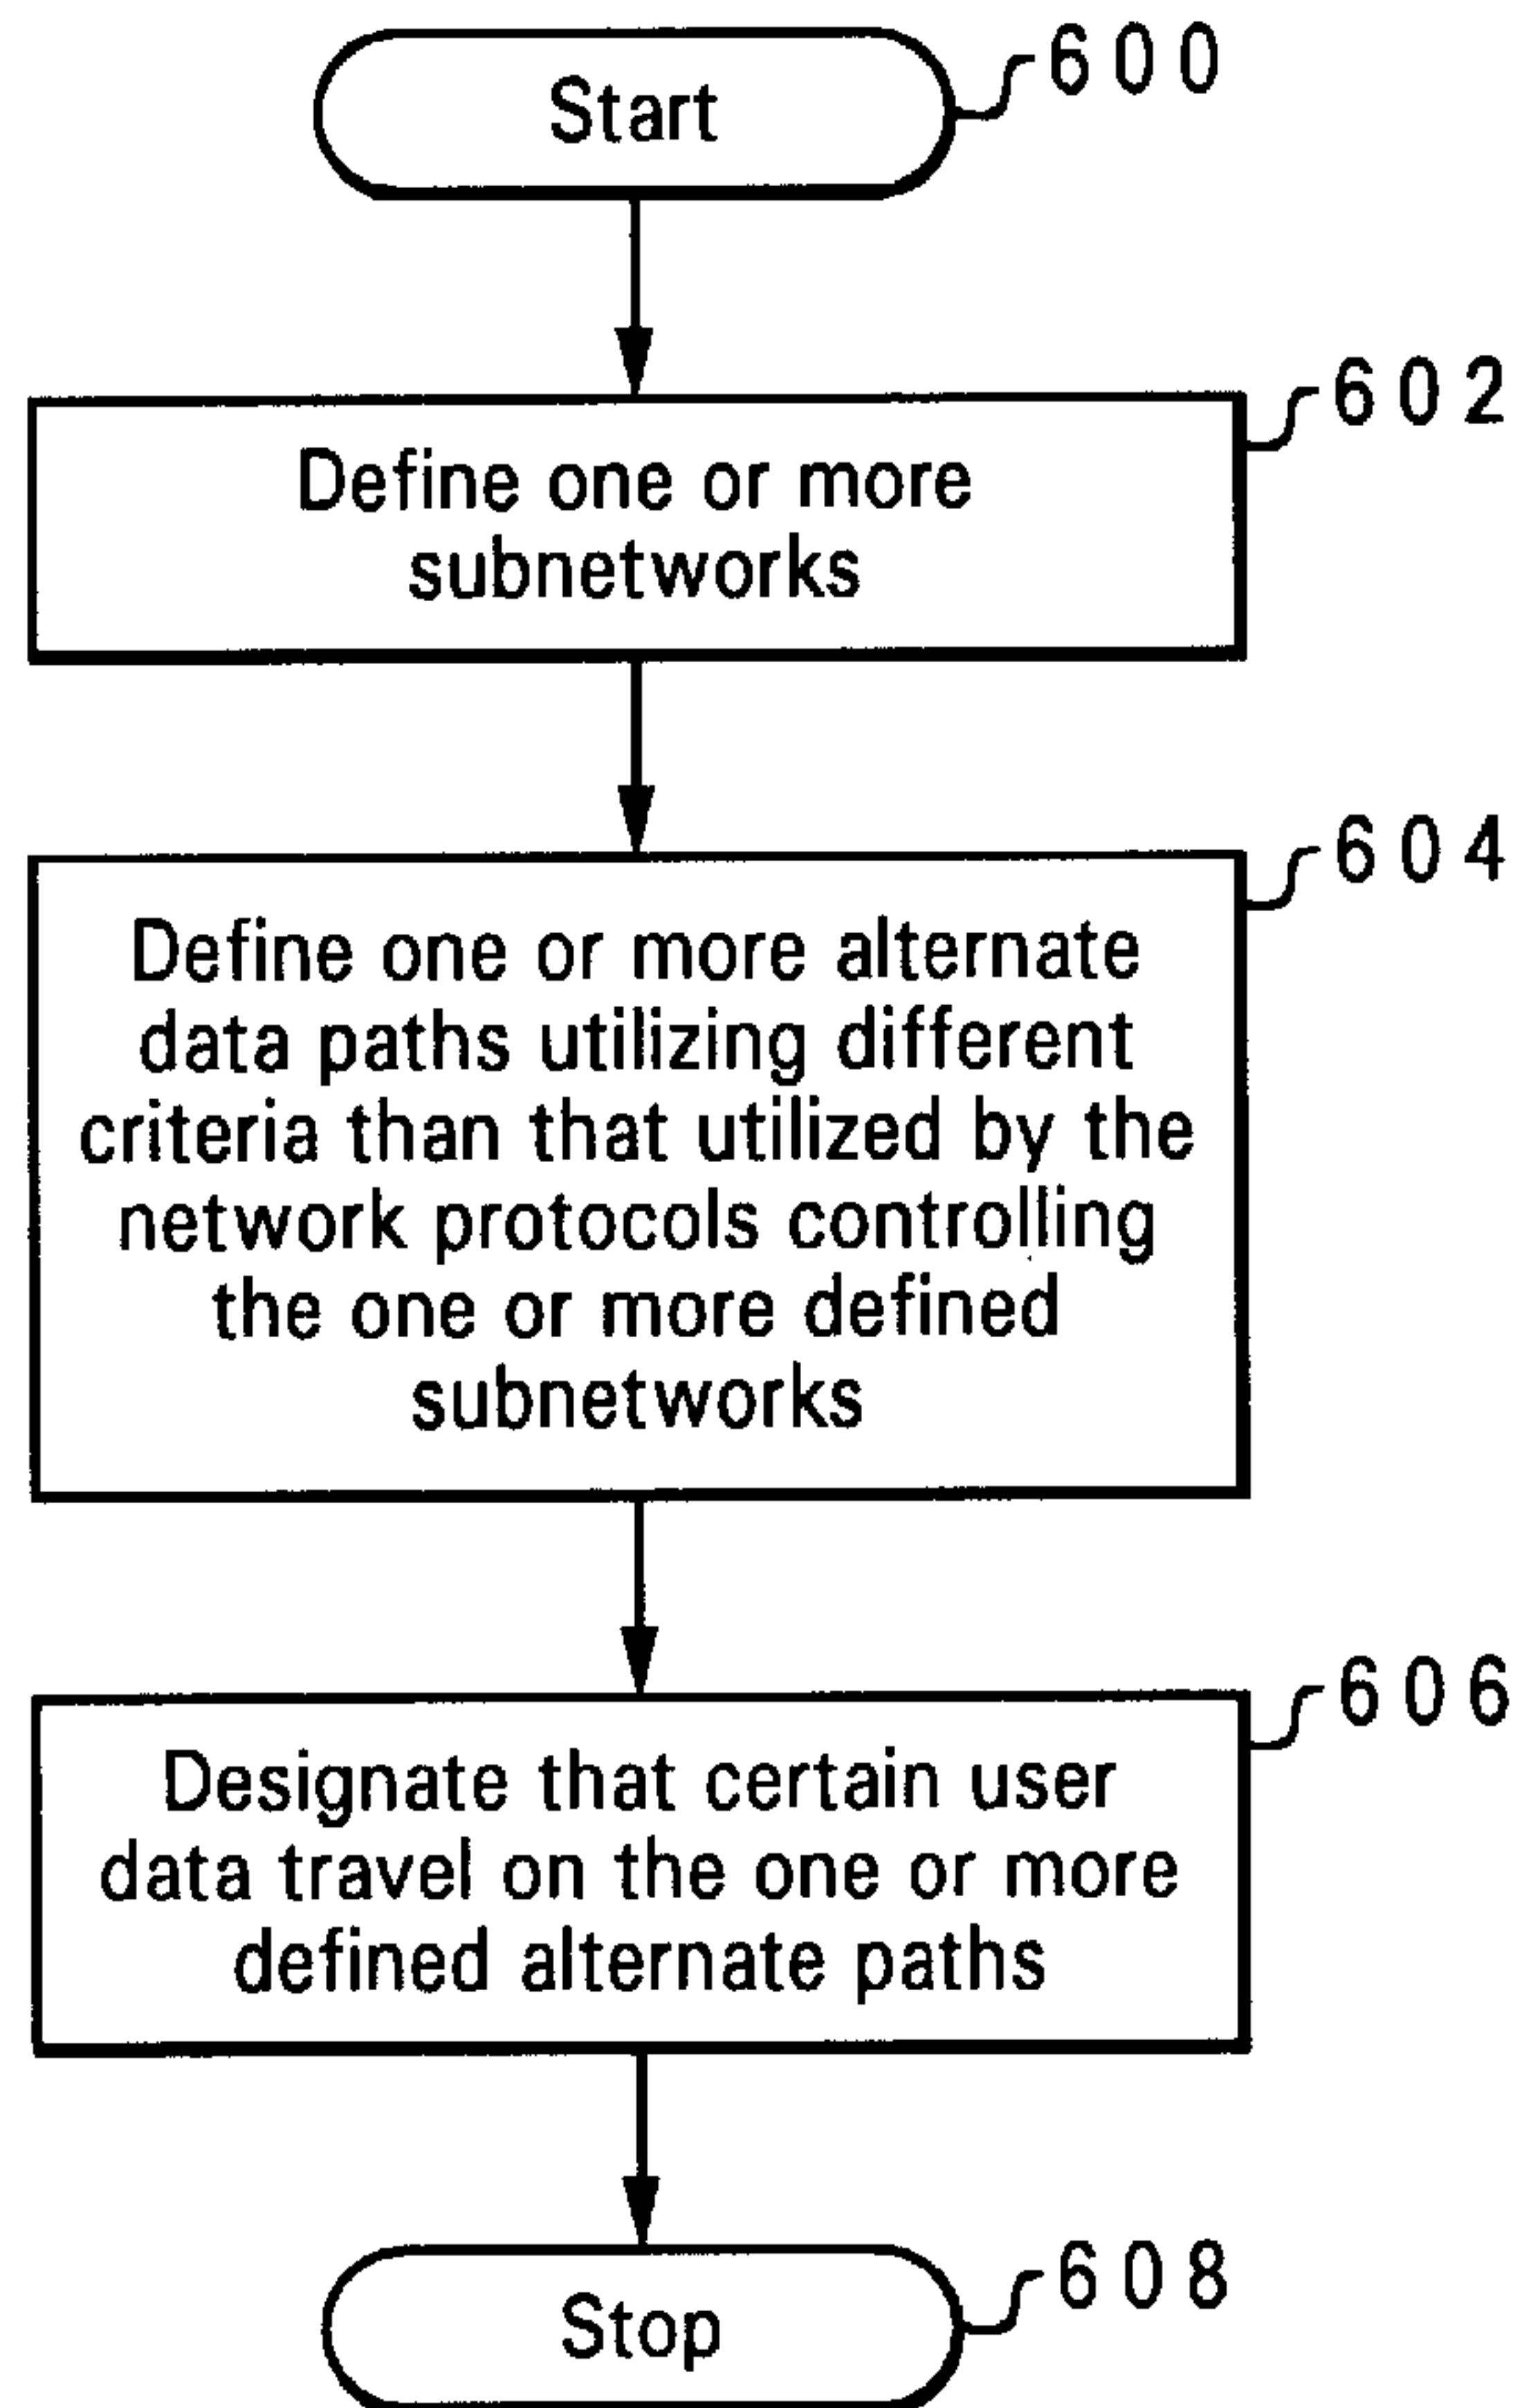 Start
600
602
Define one or more
subnetworks
604
Define one or more alternate
data paths utilizing different
criteria than that utilized by the
network protocols controlling
the one or more defined
subnetworks
606
Designate that certain user
data travel on the one or more
defined alternate paths
608
Stop